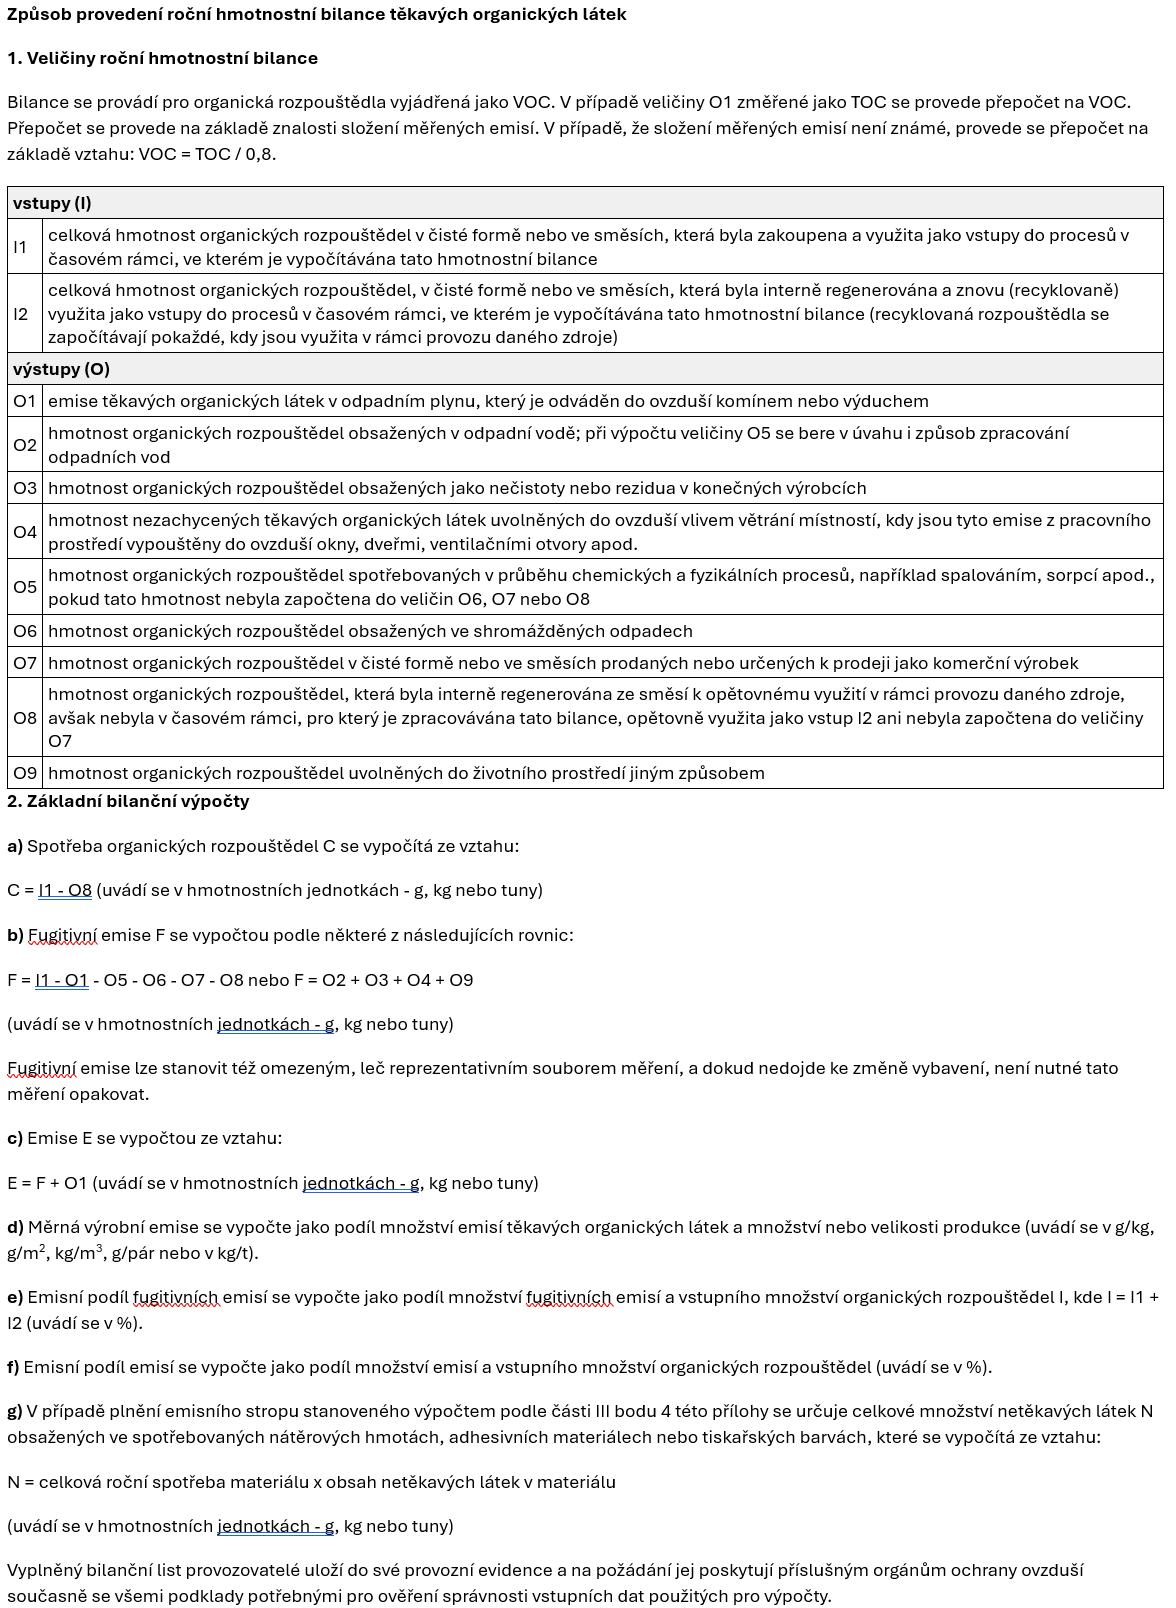 Způsob provedení roční hmotnostní bilance těkavých organických látek
1. Veličiny roční hmotnostní bilance
Bilance se provádí pro organická rozpouštědla vyjádřená jako VOC. V případě veličiny O1 změřené jako TOC se provede přepočet na VOC.
Přepočet se provede na základě znalosti složení měřených emisí. V případě, že složení měřených emisí není známé, provede se přepočet na
základě vztahu: VOC = TOC / 0,8.
vstupy (I)
I1 celková hmotnost organických rozpouštědel v čisté formě nebo ve směsích, která byla zakoupena a využita jako vstupy do procesů v
časovém rámci, ve kterém je vypočítávána tato hmotnostní bilance
I2 celková hmotnost organických rozpouštědel, v čisté formě nebo ve směsích, která byla interně regenerována a znovu (recyklovaně)
využita jako vstupy do procesů v časovém rámci, ve kterém je vypočítávána tato hmotnostní bilance (recyklovaná rozpouštědla se
započítávají pokaždé, kdy jsou využita v rámci provozu daného zdroje)
výstupy (O)
O1 emise těkavých organických látek v odpadním plynu, který je odváděn do ovzduší komínem nebo výduchem
O2 hmotnost organických rozpouštědel obsažených v odpadní vodě; při výpočtu veličiny O5 se bere v úvahu i způsob zpracování
odpadních vod
O3 hmotnost organických rozpouštědel obsažených jako nečistoty nebo rezidua v konečných výrobcích
O4 hmotnost nezachycených těkavých organických látek uvolněných do ovzduší vlivem větrání místností, kdy jsou tyto emise z pracovního
prostředí vypouštěny do ovzduší okny, dveřmi, ventilačními otvory apod.
O5 hmotnost organických rozpouštědel spotřebovaných v průběhu chemických a fyzikálních procesů, například spalováním, sorpcí apod.,
pokud tato hmotnost nebyla započtena do veličin O6, O7 nebo O8
O6 hmotnost organických rozpouštědel obsažených ve shromážděných odpadech
O7 hmotnost organických rozpouštědel v čisté formě nebo ve směsích prodaných nebo určených k prodeji jako komerční výrobek
O8 hmotnost organických rozpouštědel, která byla interně regenerována ze směsí k opětovnému využití v rámci provozu daného zdroje,
avšak nebyla v časovém rámci, pro který je zpracovávána tato bilance, opětovně využita jako vstup I2 ani nebyla započtena do veličiny
O7
O9 hmotnost organických rozpouštědel uvolněných do životního prostředí jiným způsobem
2. Základní bilanční výpočty
a) Spotřeba organických rozpouštědel C se vypočítá ze vztahu:
C = I1 - O8 (uvádí se v hmotnostních jednotkách - g, kg nebo tuny)
b) Fugitivní emise F se vypočtou podle některé z následujících rovnic:
F = I1 - O1 - O5 - O6 - O7 - O8 nebo F = O2 + O3 + O4 + O9
(uvádí se v hmotnostních jednotkách - g, kg nebo tuny)
Fugitivní emise lze stanovit též omezeným, leč reprezentativním souborem měření, a dokud nedojde ke změně vybavení, není nutné tato
měření opakovat.
c) Emise E se vypočtou ze vztahu:
E = F + O1 (uvádí se v hmotnostních jednotkách - g, kg nebo tuny)
d) Měrná výrobní emise se vypočte jako podíl množství emisí těkavých organických látek a množství nebo velikosti produkce (uvádí se v g/kg,
g/m², kg/m³, g/pár nebo v kg/t).
e) Emisní podíl fugitivních emisí se vypočte jako podíl množství fugitivních emisí a vstupního množství organických rozpouštědel I, kde I = I1 +
I2 (uvádí se v %).
f) Emisní podíl emisí se vypočte jako podíl množství emisí a vstupního množství organických rozpouštědel (uvádí se v %).
g) V případě plnění emisního stropu stanoveného výpočtem podle části III bodu 4 této přílohy se určuje celkové množství netěkavých látek N
obsažených ve spotřebovaných nátěrových hmotách, adhesivních materiálech nebo tiskařských barvách, které se vypočítá ze vztahu:
N = celková roční spotřeba materiálu x obsah netěkavých látek v materiálu
(uvádí se v hmotnostních jednotkách - g, kg nebo tuny)
Vyplněný bilanční list provozovatelé uloží do své provozní evidence a na požádání jej poskytují příslušným orgánům ochrany ovzduší
současně se všemi podklady potřebnými pro ověření správnosti vstupních dat použitých pro výpočty.